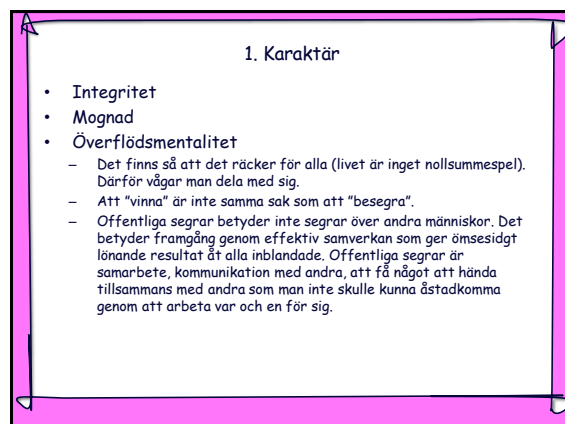 1. Karaktär
• Integritet
• Mognad
• Överflödsmentalitet
– Det finns så att det räcker för alla (livet är inget nollsummespel).
Därför vågar man dela med sig.
– Att "vinna" är inte samma sak som att "besegra".
– Offentliga segrar betyder inte segrar över andra människor. Det
betyder framgång genom effektiv samverkan som ger ömsesidgt
lönande resultat åt alla inblandade. Offentliga segrar är
samarbete, kommunikation med andra, att få något att hända
tillsammans med andra som man inte skulle kunna åstadkomma
genom att arbeta var och en för sig.